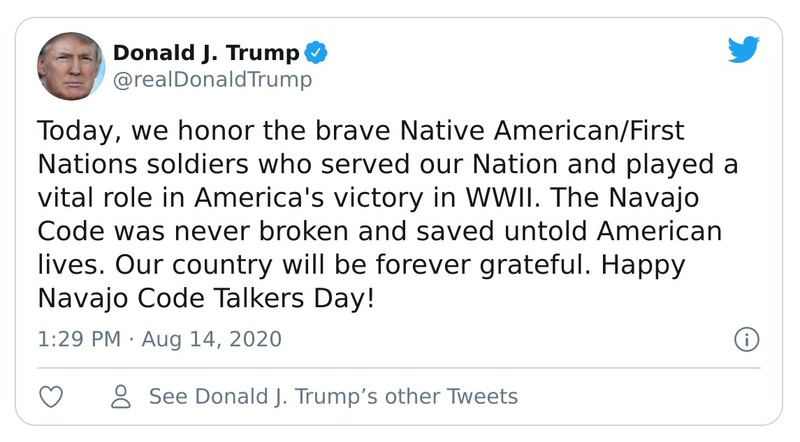 Donald J. Trump
@realDonaldTrump
Today, we honor the brave Native American/First
Nations soldiers who served our Nation and played a
vital role in America's victory in WWII. The Navajo
Code was never broken and saved untold American
lives. Our country will be forever grateful. Happy
Navajo Code Talkers Day!
1:29 PM · Aug 14, 2020
See Donald J. Trump’s other Tweets